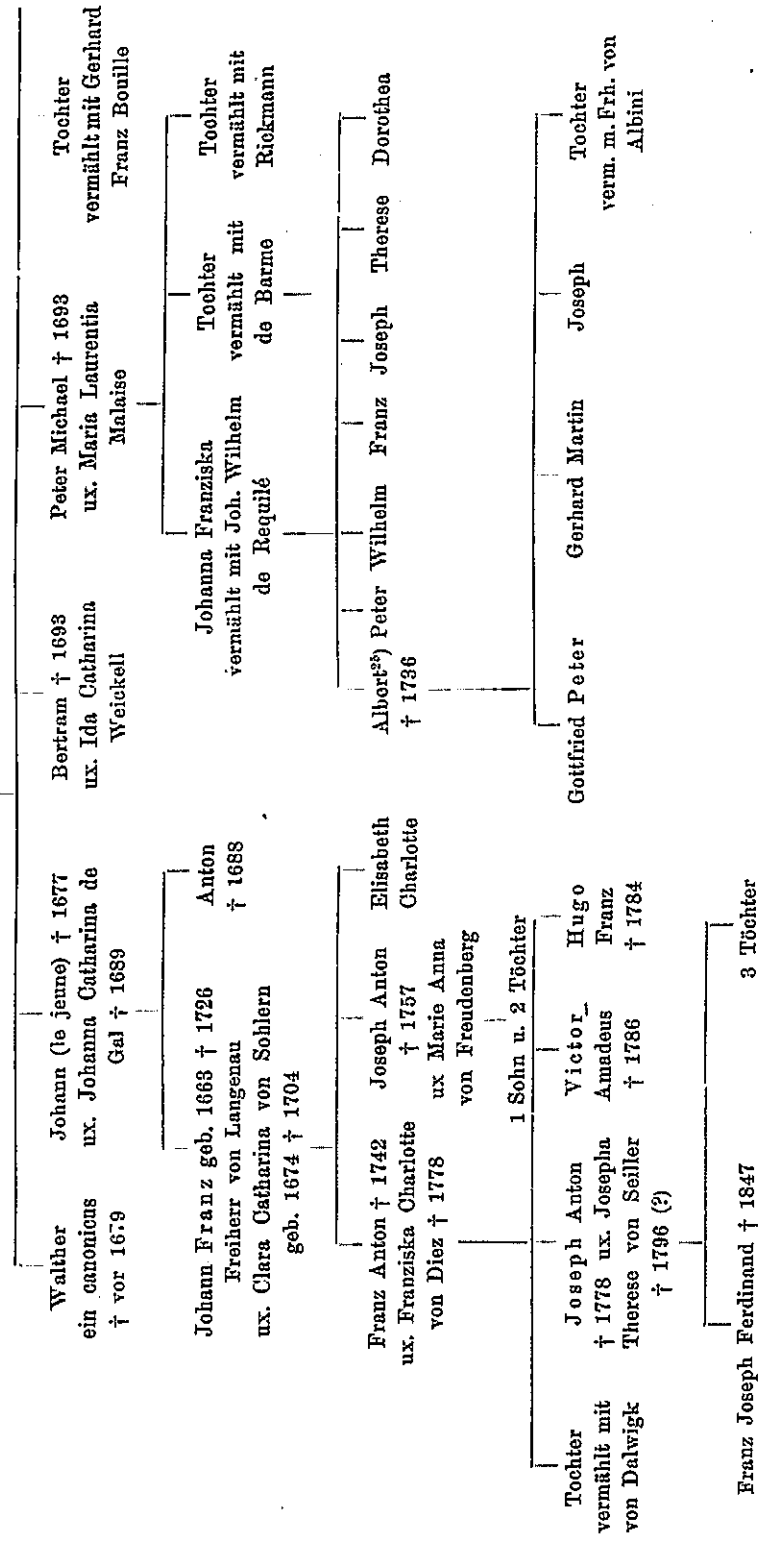 Walther
ein canonicus
† vor 1679
Johann (le jeune) † 1677
ux. Johanna Catharina de
Gal † 1689
Bertram † 1693
ux. Ida Catharina
Weickell
Peter Michael † 1693
ux. Maria Laurentia
Malaise
Tochter
vermählt mit Gerhard
Franz Bouille
Johann Franz geb. 1663 † 1726
Freiherr von Langenau
ux. Clara Catharina von Sohlern
geb. 1674 † 1704
Anton
† 1688
Johanna Franziska
vermählt mit Joh. Wilhelm
de Requilé
Tochter
vermählt mit
de Barme
Tochter
vermählt mit
Rickmann
Franz Anton † 1742
ux. Franziska Charlotte
von Diez † 1778
Joseph Anton
† 1757
ux Marie Anna
von Freudenberg
Elisabeth
Charlotte
Albert²⁵) Peter Wilhelm Franz Joseph Therese Dorothea
† 1736
1 Sohn u. 2 Töchter
Tochter
vermählt mit
von Dalwigk
Joseph Anton
† 1778 ux. Josepha
Therese von Seiller
† 1796 (?)
Victor
Amadeus
† 1786
Hugo
Franz
† 1784
Gottfried Peter
Gerhard Martin
Joseph
Tochter
verm. m. Frh. von
Albini
Franz Joseph Ferdinand † 1847
3 Töchter